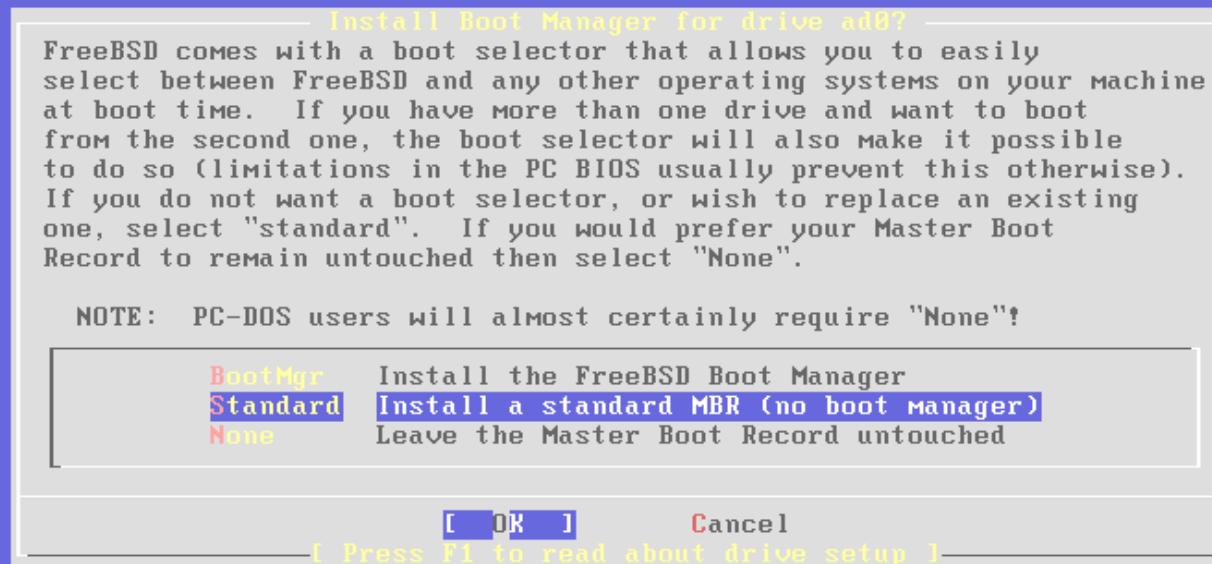 Install Boot Manager for drive ad0?
FreeBSD comes with a boot selector that allows you to easily
select between FreeBSD and any other operating systems on your machine
at boot time.  If you have more than one drive and want to boot
from the second one, the boot selector will also make it possible
to do so (limitations in the PC BIOS usually prevent this otherwise).
If you do not want a boot selector, or wish to replace an existing
one, select "standard".  If you would prefer your Master Boot
Record to remain untouched then select "None".
NOTE:  PC-DOS users will almost certainly require "None"!
BootMgr   Install the FreeBSD Boot Manager
Standard  Install a standard MBR (no boot manager)
None      Leave the Master Boot Record untouched
[  OK  ]       Cancel
[ Press F1 to read about drive setup ]